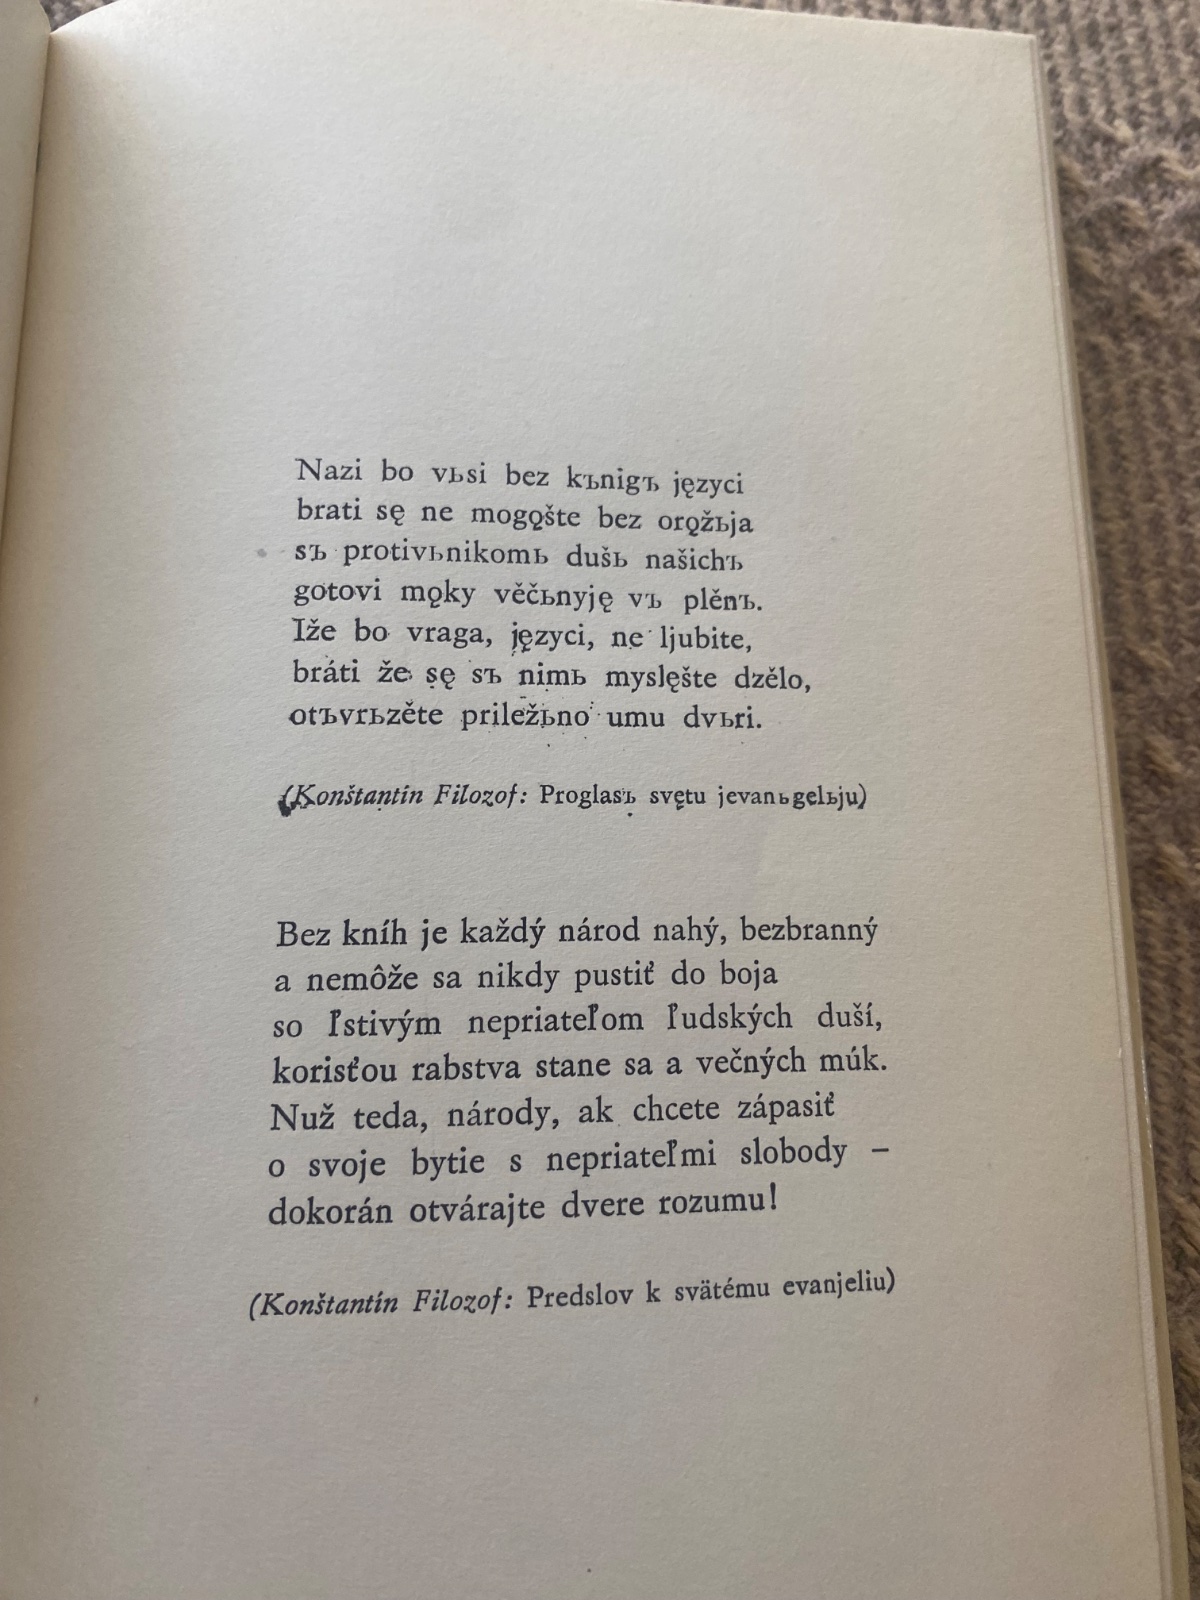 Nazi bo vьsi bez kъnigъ językci
brati sę ne mogǫšte bez orǫžьja
sъ protivьnikomь dušь našichъ
gotovi mǫky věčьnyję vъ plěnъ.
Iže bo vraga, języci, ne ljubite,
bráti že sę sъ nimь myslęšte dzělo,
otъvrьzěte priležьno umu dvьri.
(Konštantín Filozof: Proglasъ svętu jevanьgelьju)
Bez kníh je každý národ nahý, bezbranný
a nemôže sa nikdy pustiť do boja
so ľstivým nepriateľom ľudských duší,
korisťou rabstva stane sa a večných múk.
Nuž teda, národy, ak chcete zápasiť
o svoje bytie s nepriateľmi slobody –
dokorán otvárajte dvere rozumu!
(Konštantín Filozof: Predslov k svätému evanjeliu)